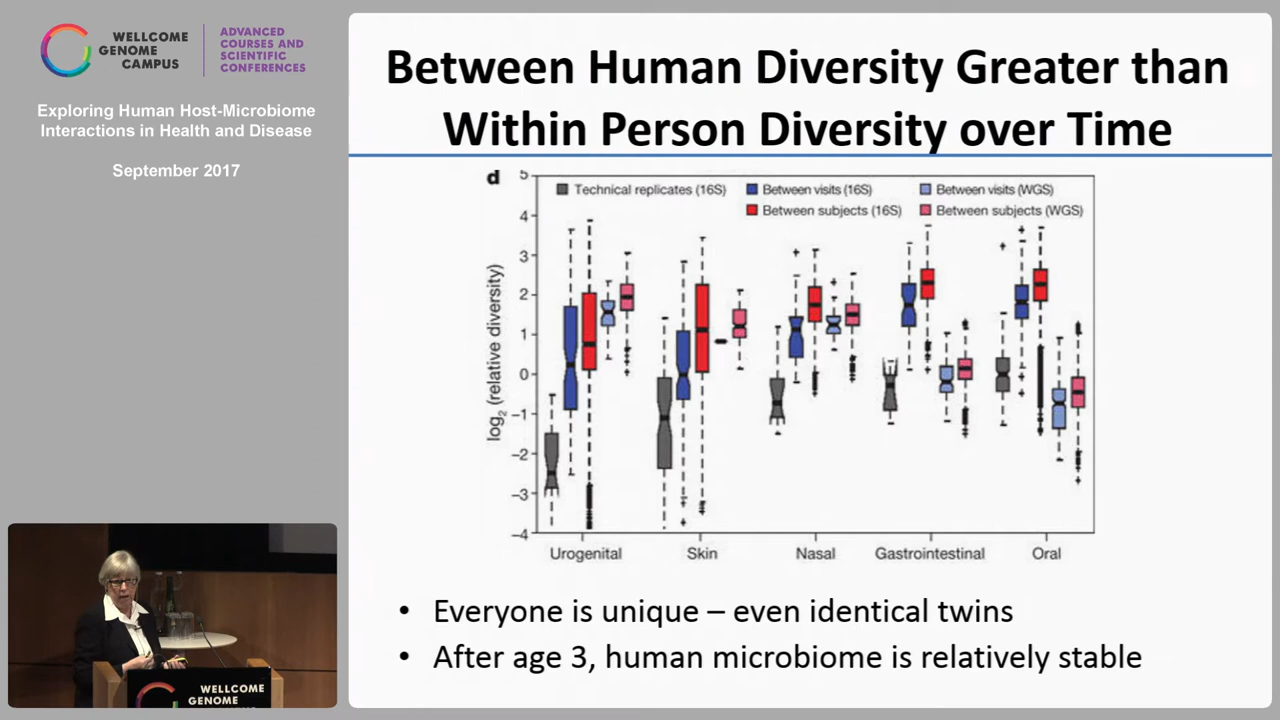 WELLCOME
GENOME
CAMPUS
ADVANCED
COURSES AND
SCIENTIFIC
CONFERENCES
Exploring Human Host-Microbiome
Interactions in Health and Disease
September 2017
Between Human Diversity Greater than
Within Person Diversity over Time
d
Technical replicates (16S)
Between visits (16S)
Between visits (WGS)
Between subjects (16S)
Between subjects (WGS)
log2 (relative diversity)
5
4
3
2
1
0
–1
–2
–3
–4
Urogenital
Skin
Nasal
Gastrointestinal
Oral
• Everyone is unique – even identical twins
• After age 3, human microbiome is relatively stable
WELLCOME
GENOME